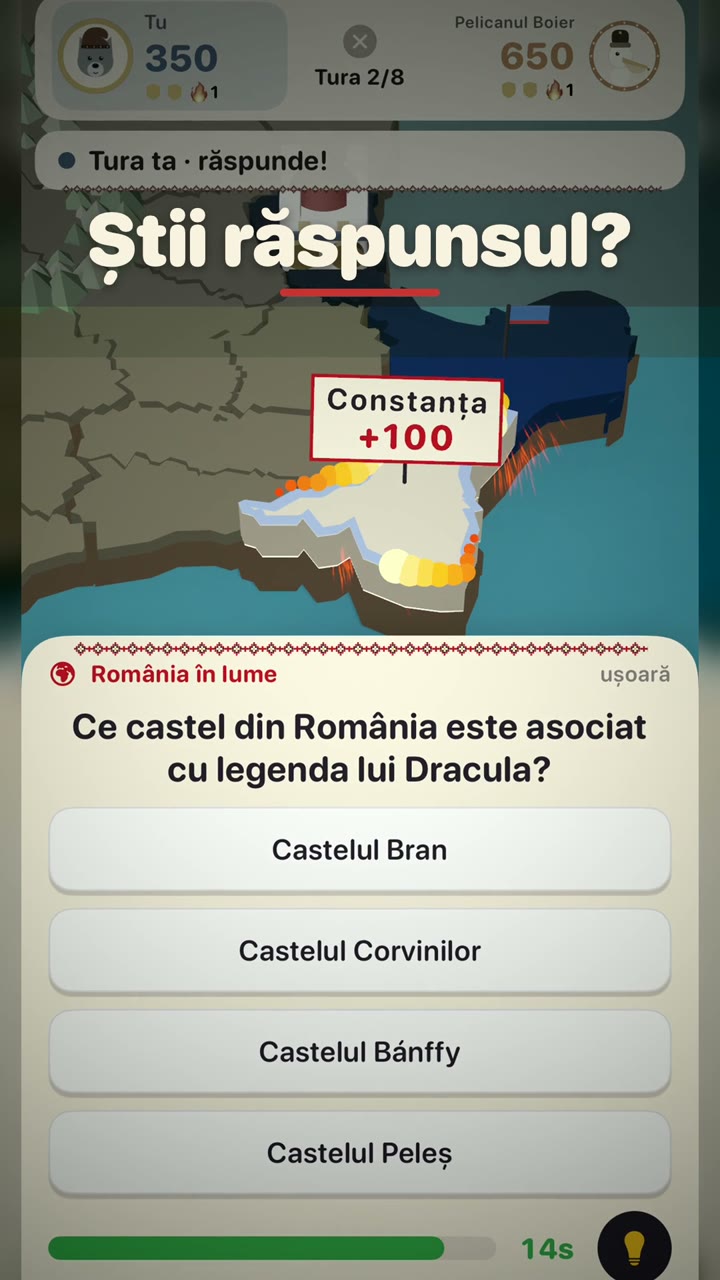 Tu
350
1
Tura 2/8
Pelicanul Boier
650
1
Tura ta · răspunde!
Știi răspunsul?
Constanța
+100
România în lume
ușoară
Ce castel din România este asociat
cu legenda lui Dracula?
Castelul Bran
Castelul Corvinilor
Castelul Bánffy
Castelul Peleș
14s